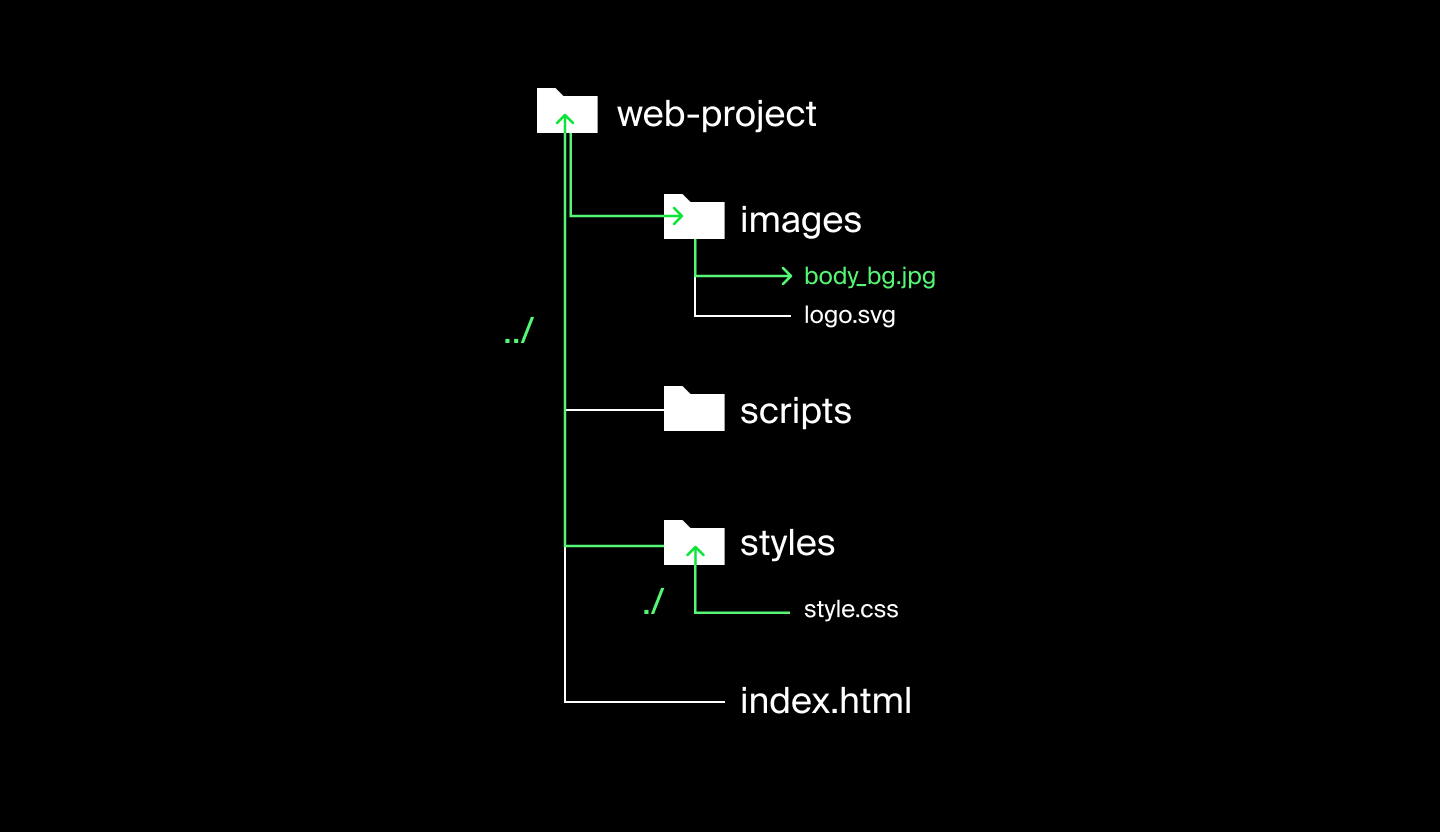 web-project
images
body_bg.jpg
logo.svg
../
scripts
styles
./
style.css
index.html